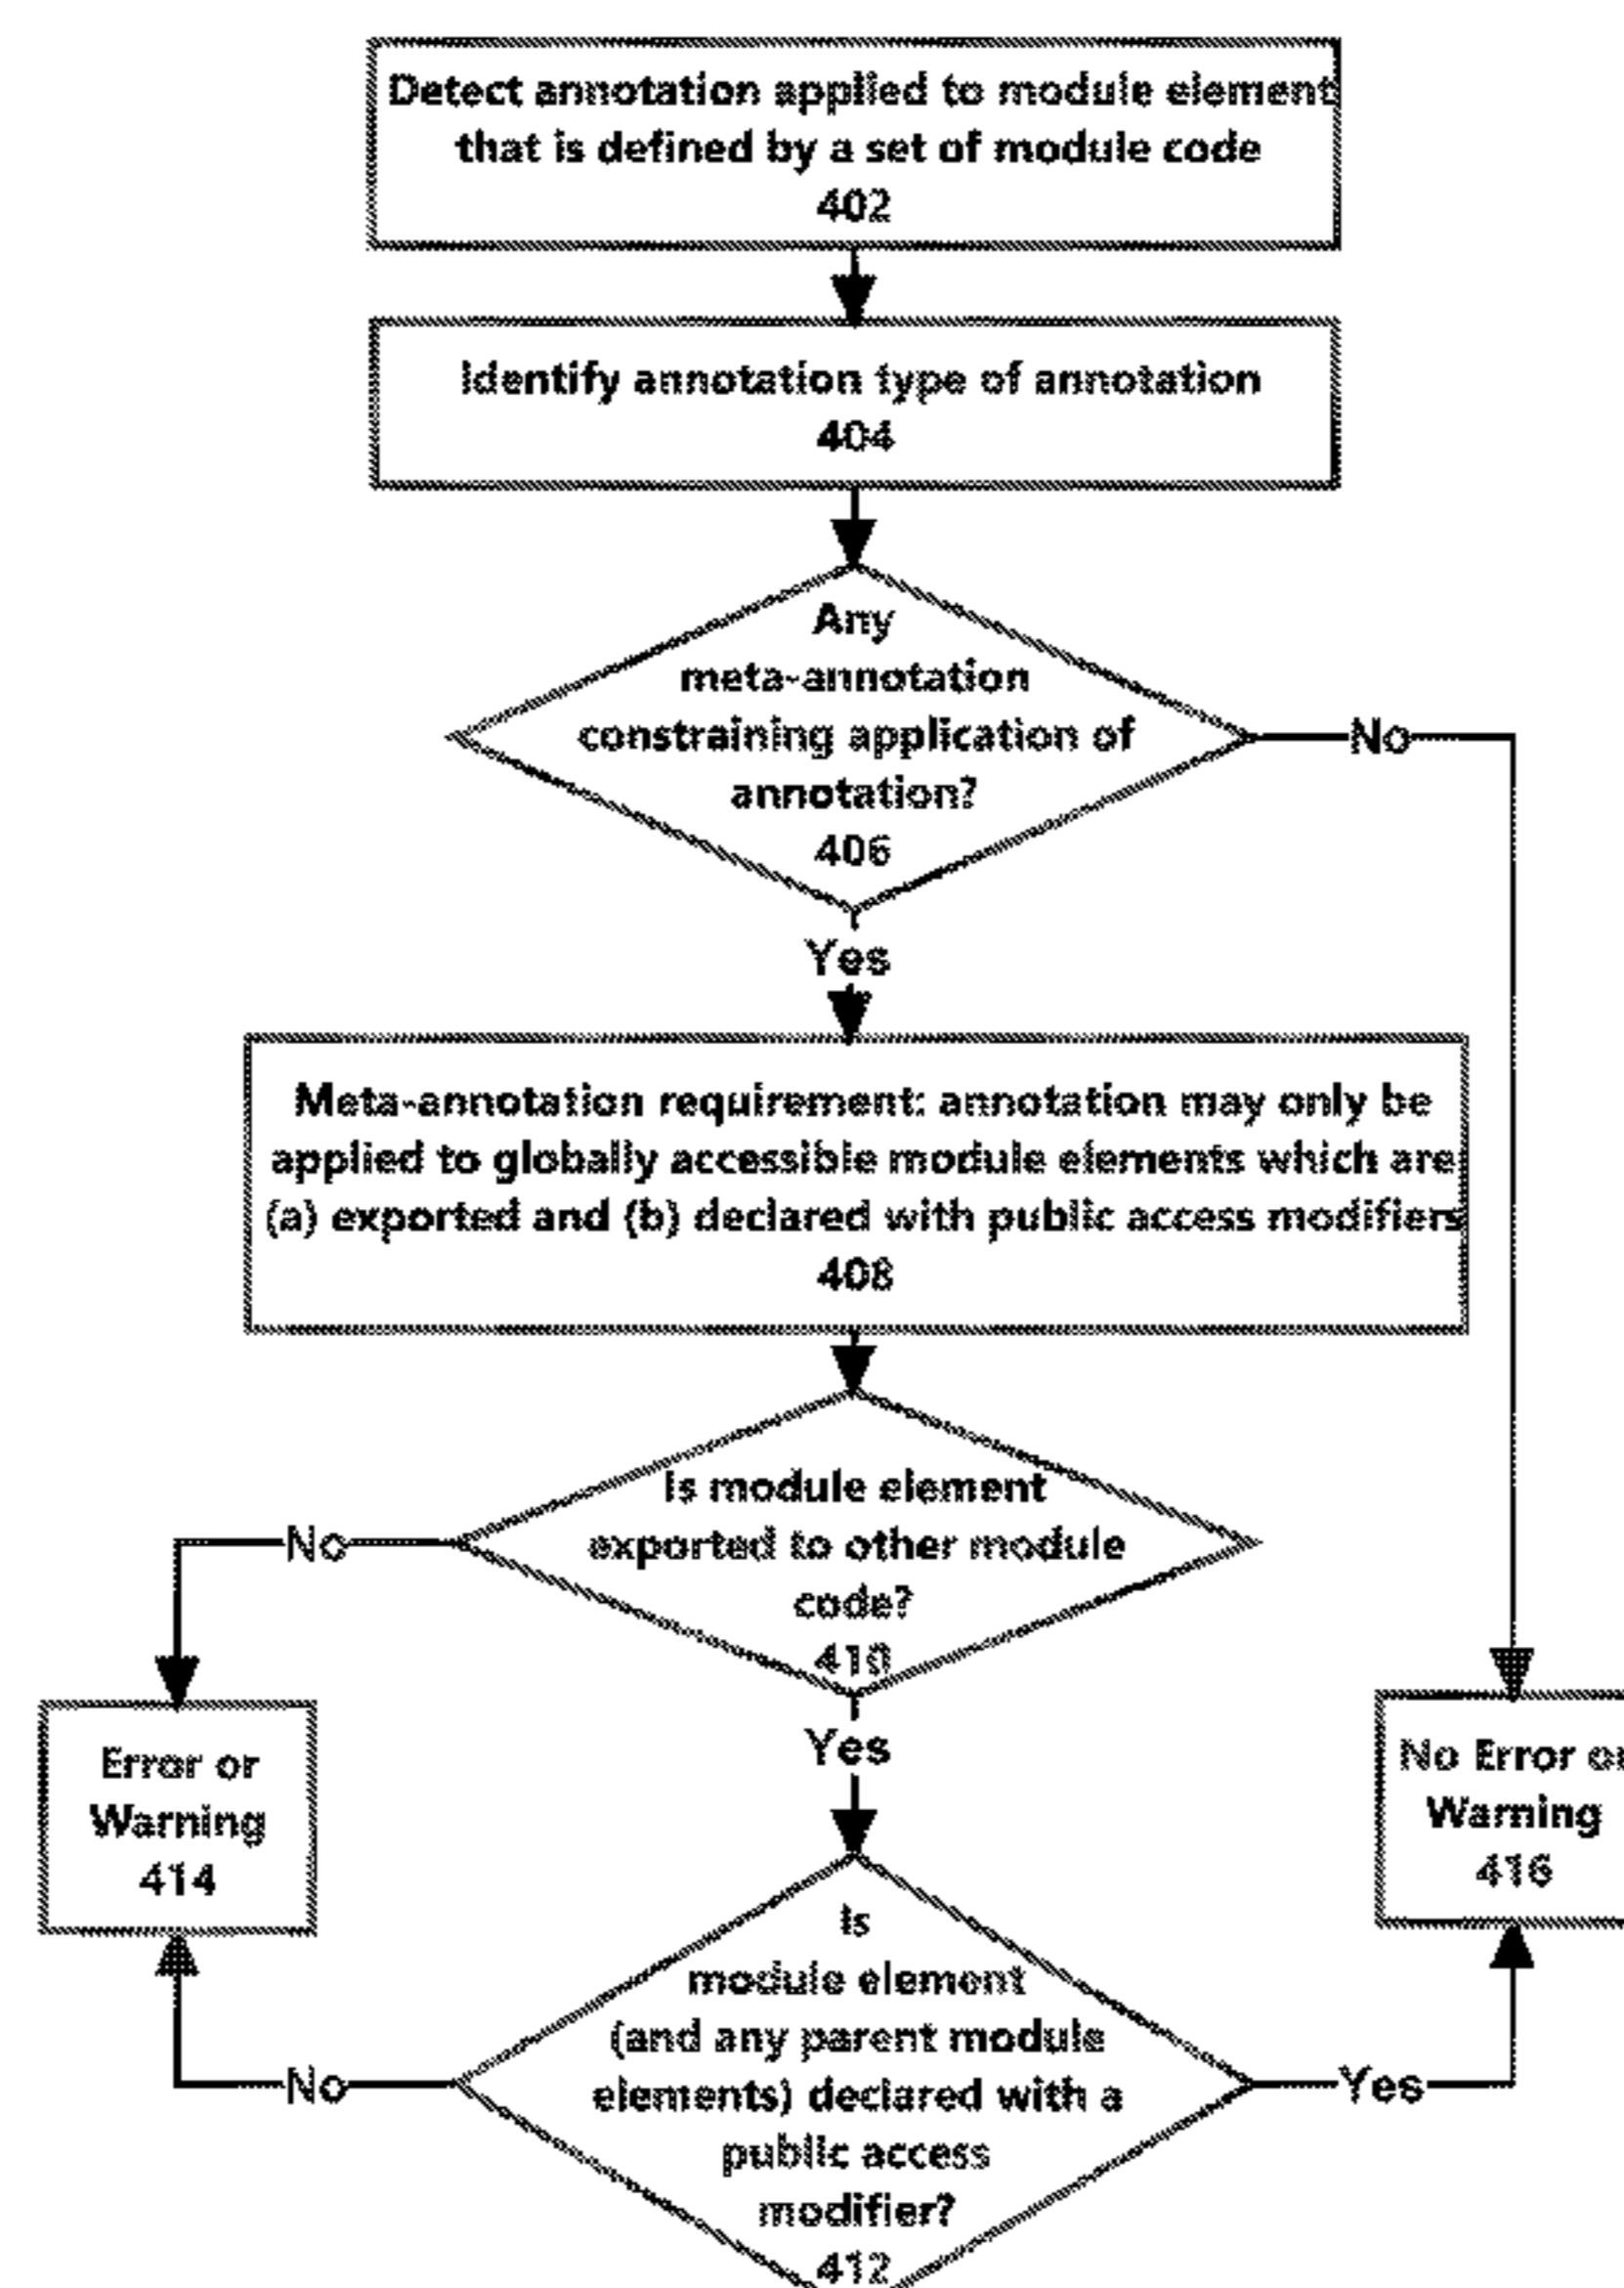 Detect annotation applied to module element
that is defined by a set of module code
402
Identify annotation type of annotation
404
Any
meta-annotation
constraining application of
annotation?
406
No
Yes
Meta-annotation requirement: annotation may only be
applied to globally accessible module elements which are
(a) exported and (b) declared with public access modifiers
408
Is module element
exported to other module
code?
410
No
Yes
Error or
Warning
414
No Error or
Warning
416
Is
module element
(and any parent module
elements) declared with a
public access
modifier?
412
No
Yes